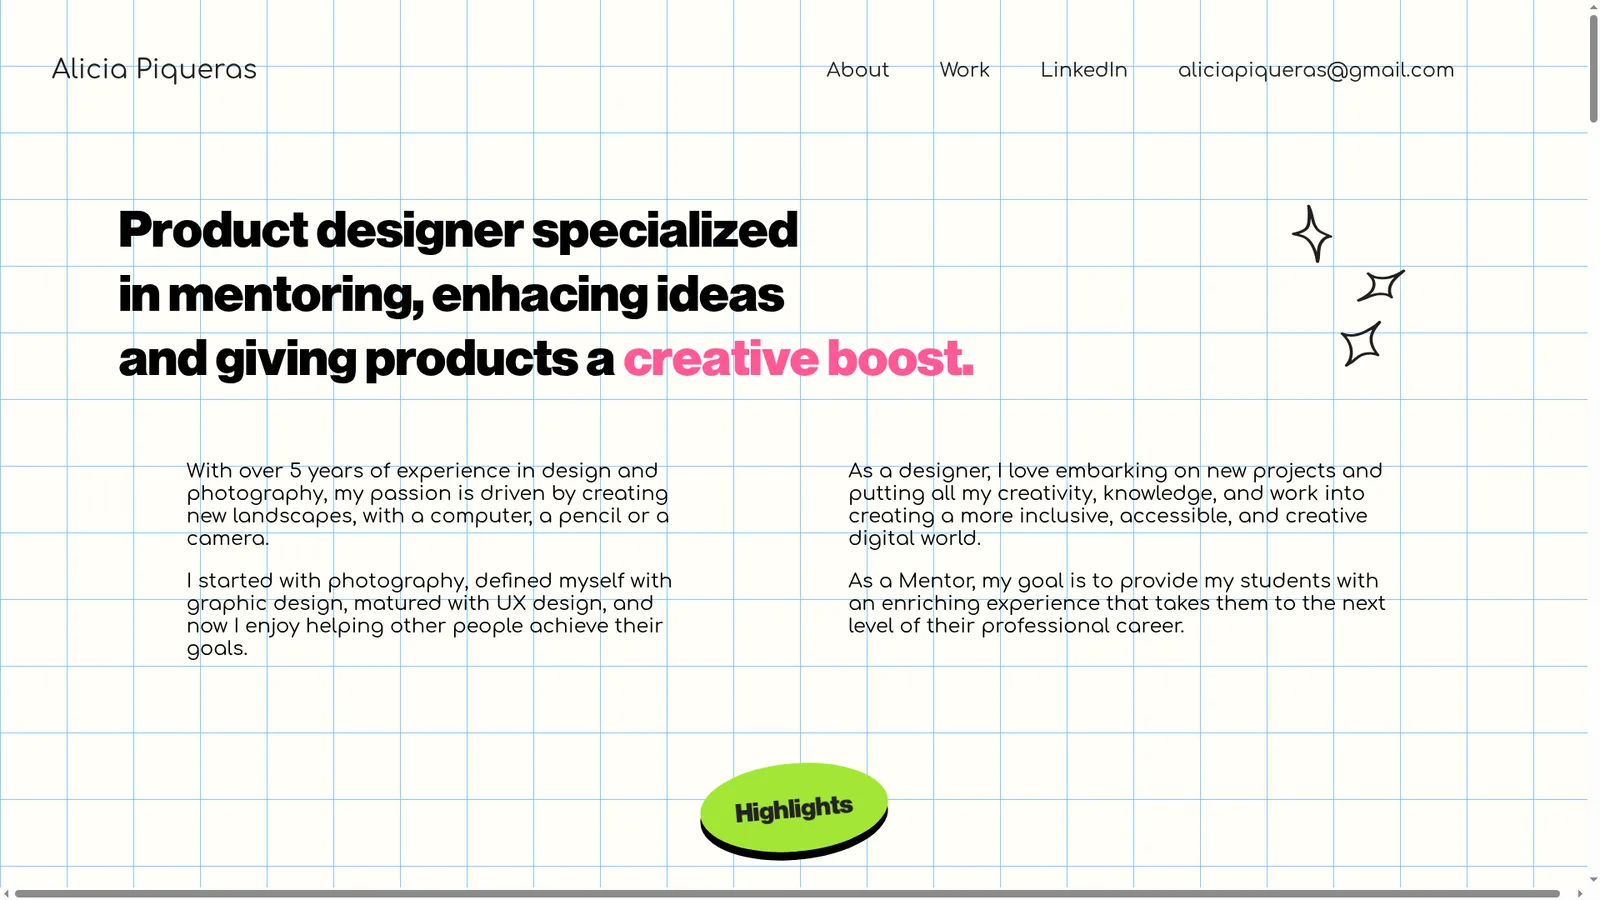 Alicia Piqueras
About Work LinkedIn aliciapiqueras@gmail.com
Product designer specialized
in mentoring, enhacing ideas
and giving products a creative boost.
With over 5 years of experience in design and
photography, my passion is driven by creating
new landscapes, with a computer, a pencil or a
camera.
I started with photography, defined myself with
graphic design, matured with UX design, and
now I enjoy helping other people achieve their
goals.
As a designer, I love embarking on new projects and
putting all my creativity, knowledge, and work into
creating a more inclusive, accessible, and creative
digital world.
As a Mentor, my goal is to provide my students with
an enriching experience that takes them to the next
level of their professional career.
Highlights